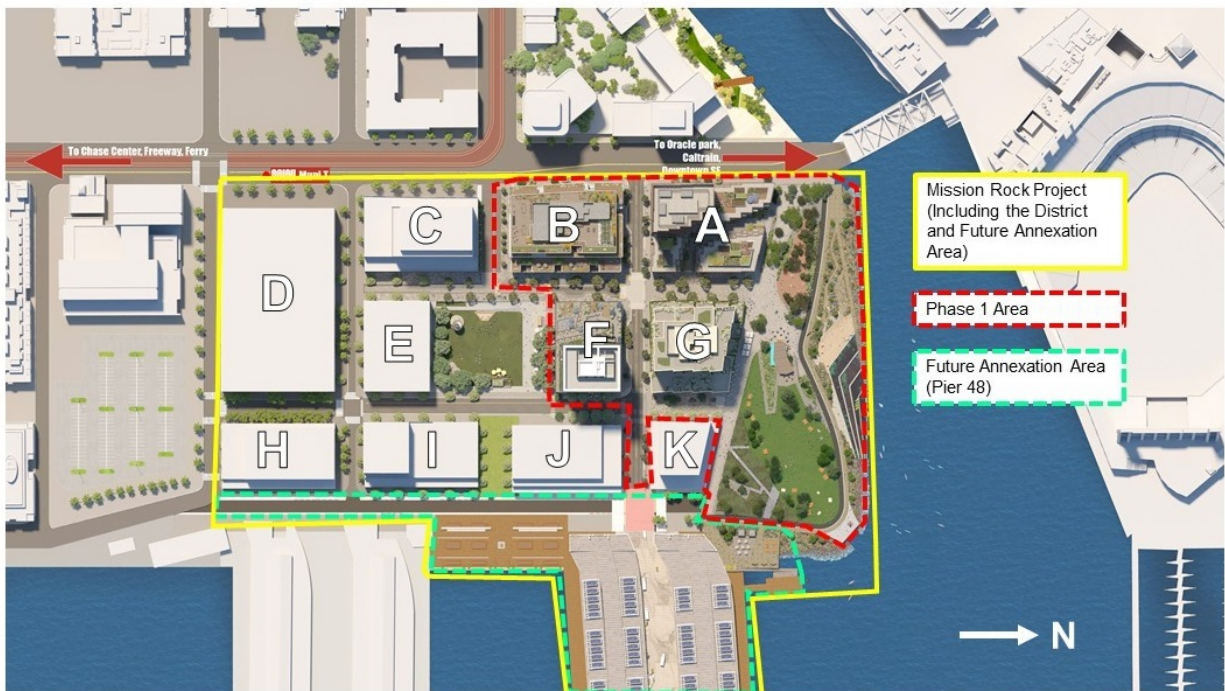 To Chase Center, Freeway, Ferry
To Oracle park,
Caltrain,
Downtown SF
Muni T
Mission Rock Project
(Including the District
and Future Annexation
Area)
Phase 1 Area
Future Annexation Area
(Pier 48)
A
B
C
D
E
F
G
H
I
J
K
N